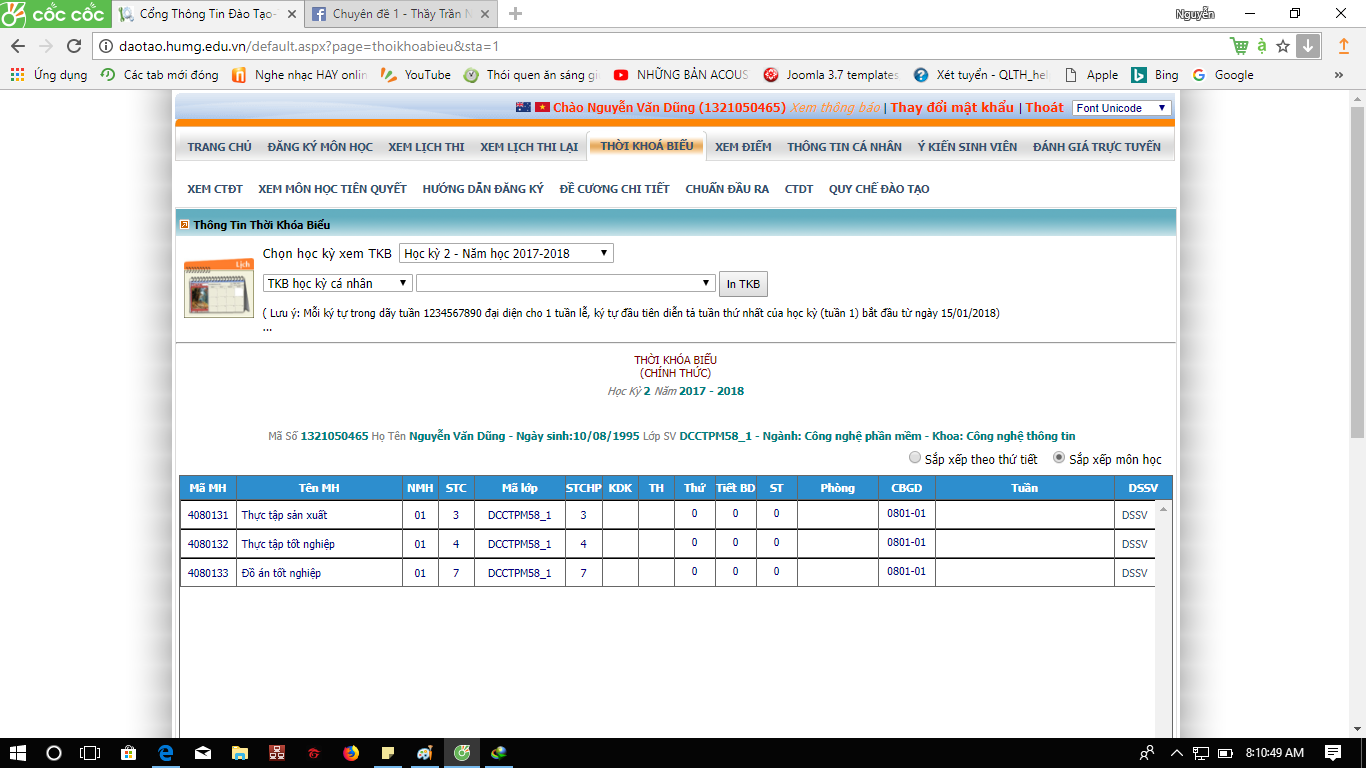 cốc cốc
Cổng Thông Tin Đào Tạo-
Chuyên đề 1 - Thầy Trần N
Nguyễn
daotao.humg.edu.vn/default.aspx?page=thoikhoabieu&sta=1
Ứng dụng Các tab mới đóng Nghe nhạc HAY onlin YouTube Thói quen ăn sáng gi NHỮNG BẢN ACOUS Joomla 3.7 templates Xét tuyển - QLTH_hel Apple Bing Google »
Chào Nguyễn Văn Dũng (1321050465) Xem thông báo | Thay đổi mật khẩu | Thoát Font Unicode
TRANG CHỦ ĐĂNG KÝ MÔN HỌC XEM LỊCH THI XEM LỊCH THI LẠI THỜI KHOÁ BIỂU XEM ĐIỂM THÔNG TIN CÁ NHÂN Ý KIẾN SINH VIÊN ĐÁNH GIÁ TRỰC TUYẾN
XEM CTĐT XEM MÔN HỌC TIÊN QUYẾT HƯỚNG DẪN ĐĂNG KÝ ĐỀ CƯƠNG CHI TIẾT CHUẨN ĐẦU RA CTDT QUY CHẾ ĐÀO TẠO
Thông Tin Thời Khóa Biểu
Lịch
Chọn học kỳ xem TKB Học kỳ 2 - Năm học 2017-2018
TKB học kỳ cá nhân In TKB
( Lưu ý: Mỗi ký tự trong dãy tuần 1234567890 đại diện cho 1 tuần lễ, ký tự đầu tiên diễn tả tuần thứ nhất của học kỳ (tuần 1) bắt đầu từ ngày 15/01/2018)
...
THỜI KHÓA BIỂU
(CHÍNH THỨC)
Học Kỳ 2 Năm 2017 - 2018
Mã Số 1321050465 Họ Tên Nguyễn Văn Dũng - Ngày sinh:10/08/1995 Lớp SV DCCTPM58_1 - Ngành: Công nghệ phần mềm - Khoa: Công nghệ thông tin
Sắp xếp theo thứ tiết Sắp xếp môn học
Mã MH Tên MH NMH STC Mã lớp STCHP KDK TH Thứ Tiết BD ST Phòng CBGD Tuần DSSV
4080131 Thực tập sản xuất 01 3 DCCTPM58_1 3 0 0 0 0801-01 DSSV
4080132 Thực tập tốt nghiệp 01 4 DCCTPM58_1 4 0 0 0 0801-01 DSSV
4080133 Đồ án tốt nghiệp 01 7 DCCTPM58_1 7 0 0 0 0801-01 DSSV
8:10:49 AM